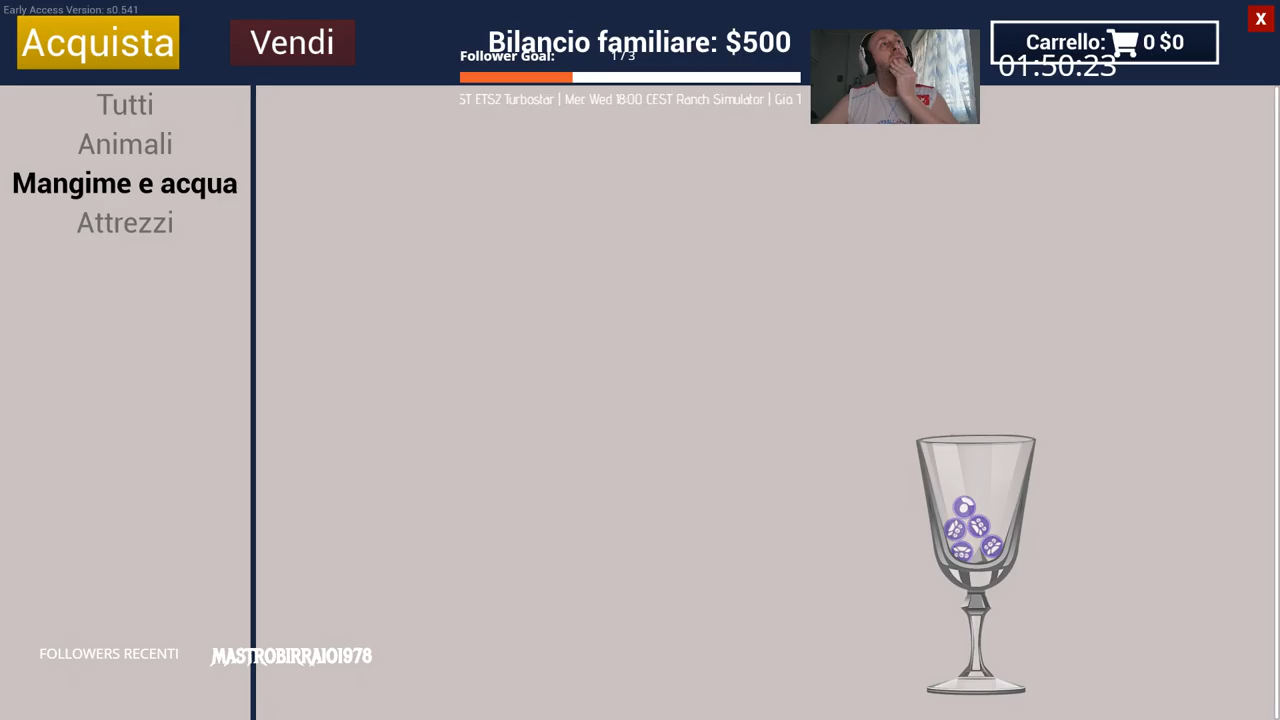 Early Access Version: s0.541
Acquista
Vendi
Bilancio familiare: $500
Follower Goal: 1 / 3
Carrello: 0 $0
01:50:23
X
ST ETS2 Turbostar | Mer. Wed 18:00 CEST Ranch Simulator | Gio T
Tutti
Animali
Mangime e acqua
Attrezzi
FOLLOWERS RECENTI
MASTROBIRRAIO1978